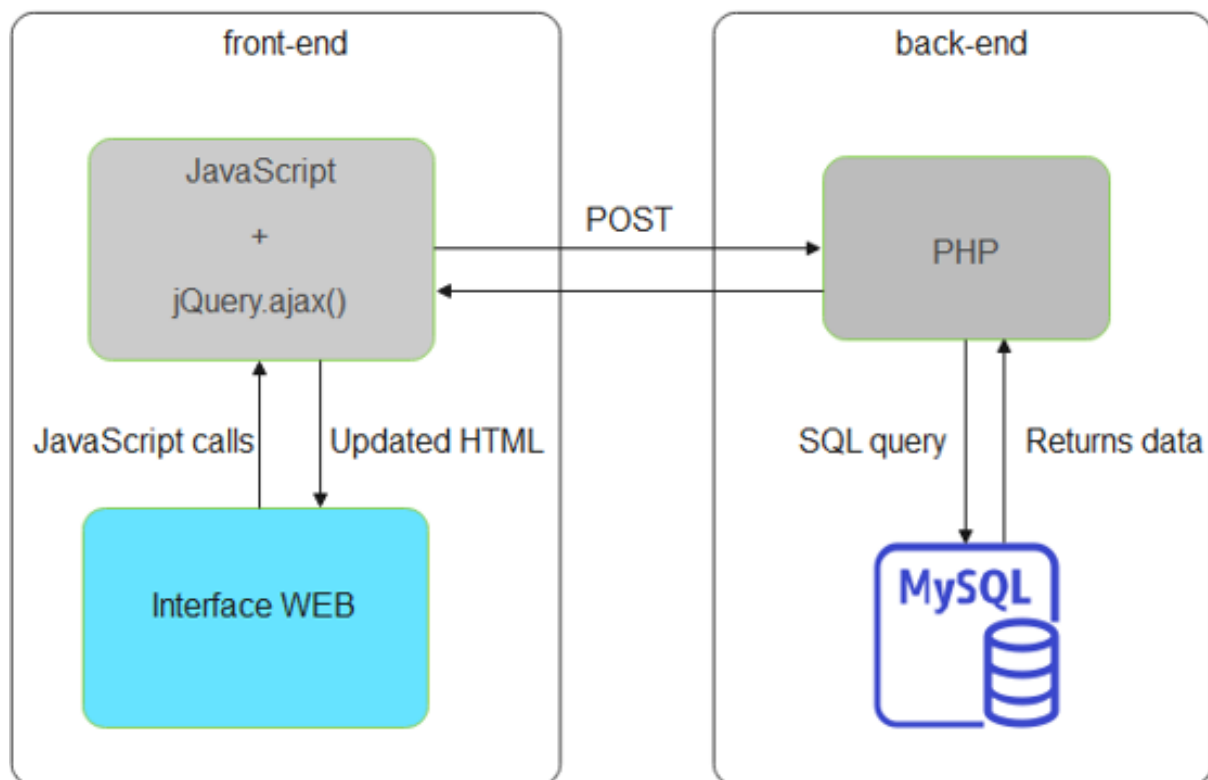 front-end
JavaScript
+
jQuery.ajax()
JavaScript calls
Updated HTML
Interface WEB
POST
back-end
PHP
SQL query
Returns data
MySQL